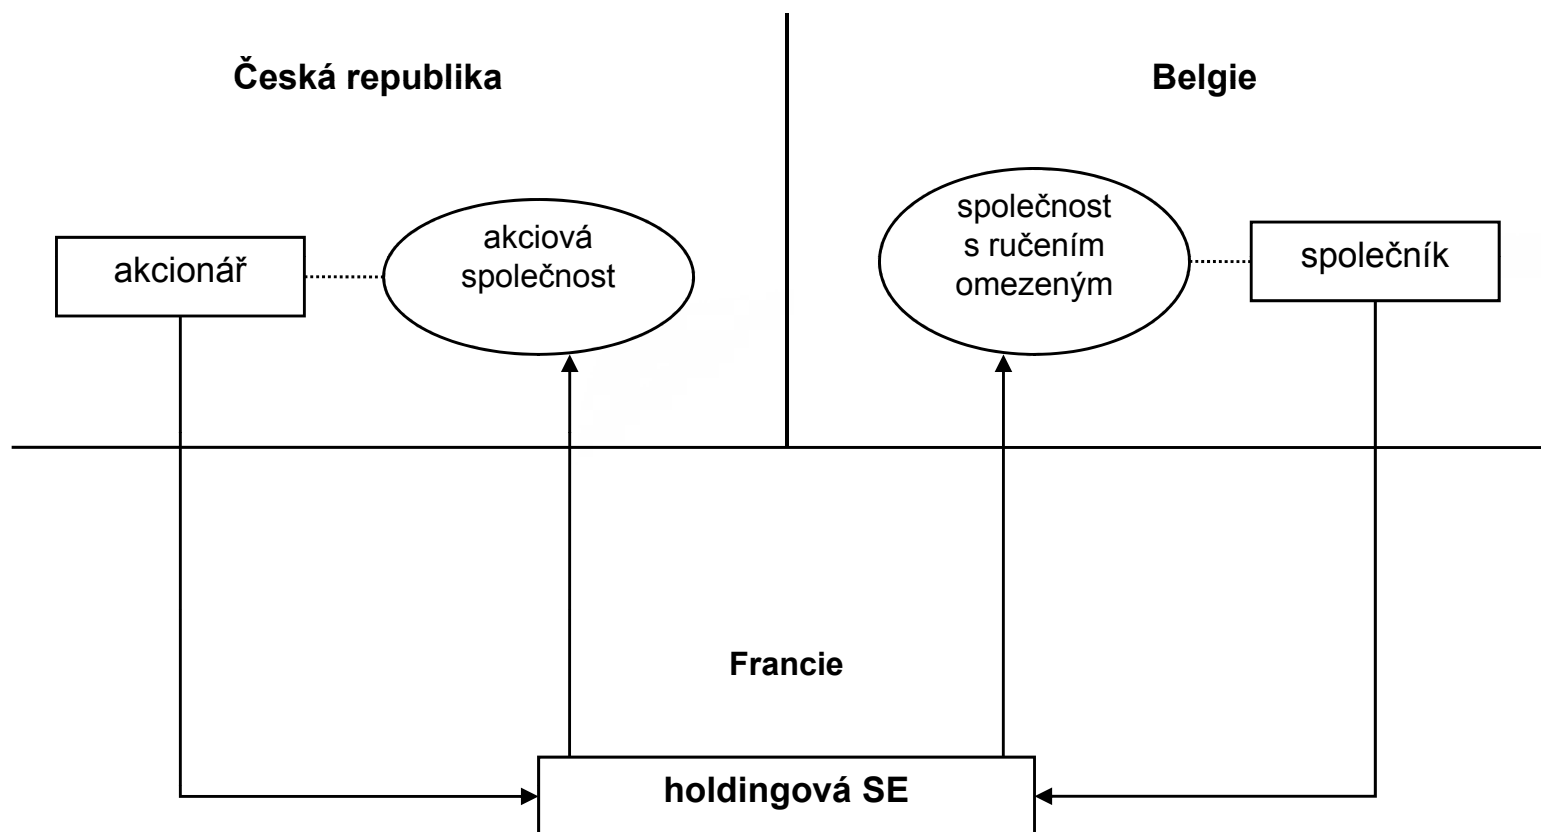 Česká republika
Belgie
akcionář
akciová
společnost
společnost
s ručením
omezeným
společník
Francie
holdingová SE